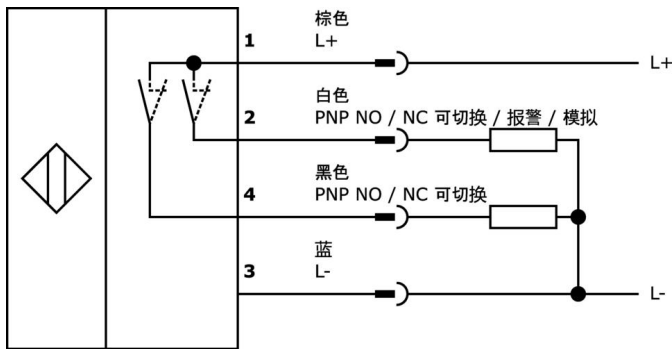 棕色
1
L+
L+
白色
2
PNP NO / NC 可切换 / 报警 / 模拟
黑色
4
PNP NO / NC 可切换
蓝
3
L-
L-